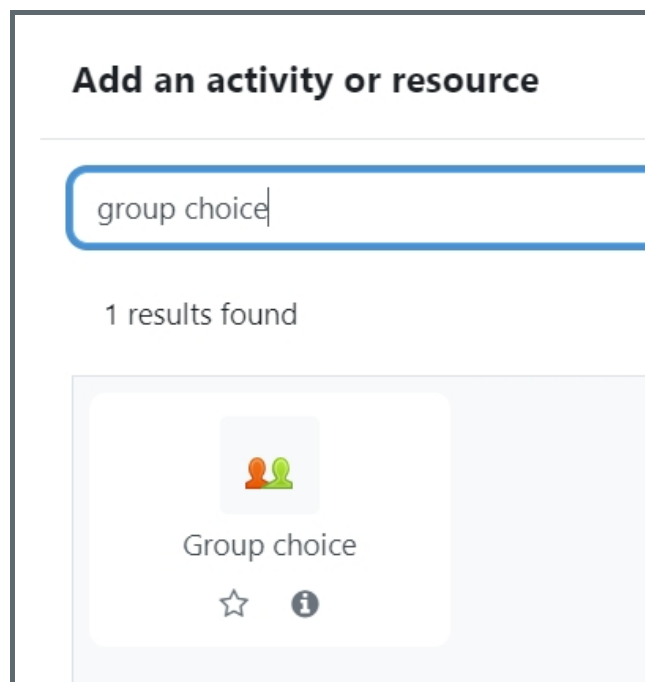 Add an activity or resource
group choice
1 results found
Group choice